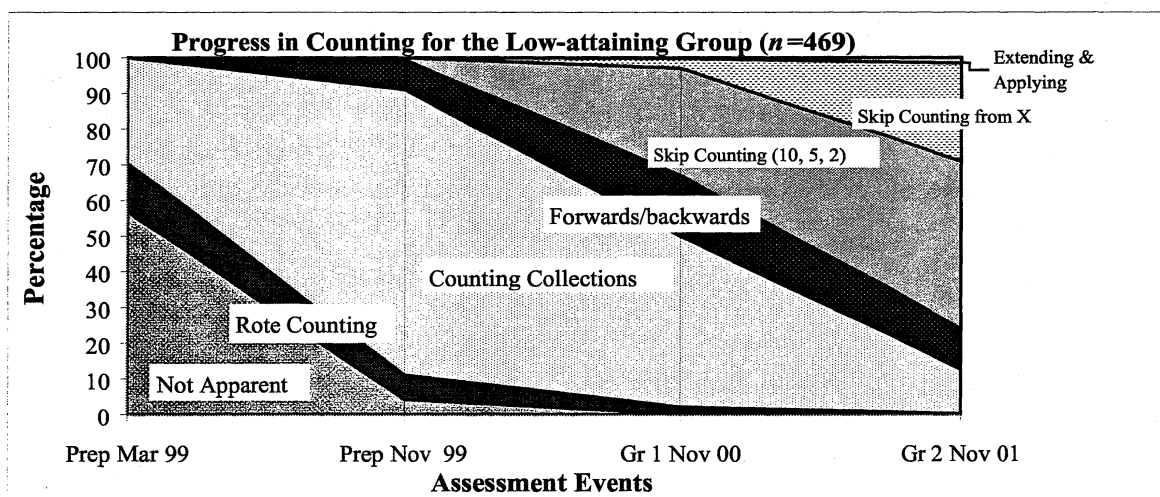 Progress in Counting for the Low-attaining Group (n=469)
100
90
80
70
60
50
40
30
20
10
0
Percentage
Extending &
Applying
Skip Counting from X
Skip Counting (10, 5, 2)
Forwards/backwards
Counting Collections
Rote Counting
Not Apparent
Prep Mar 99 Prep Nov 99 Gr 1 Nov 00 Gr 2 Nov 01
Assessment Events